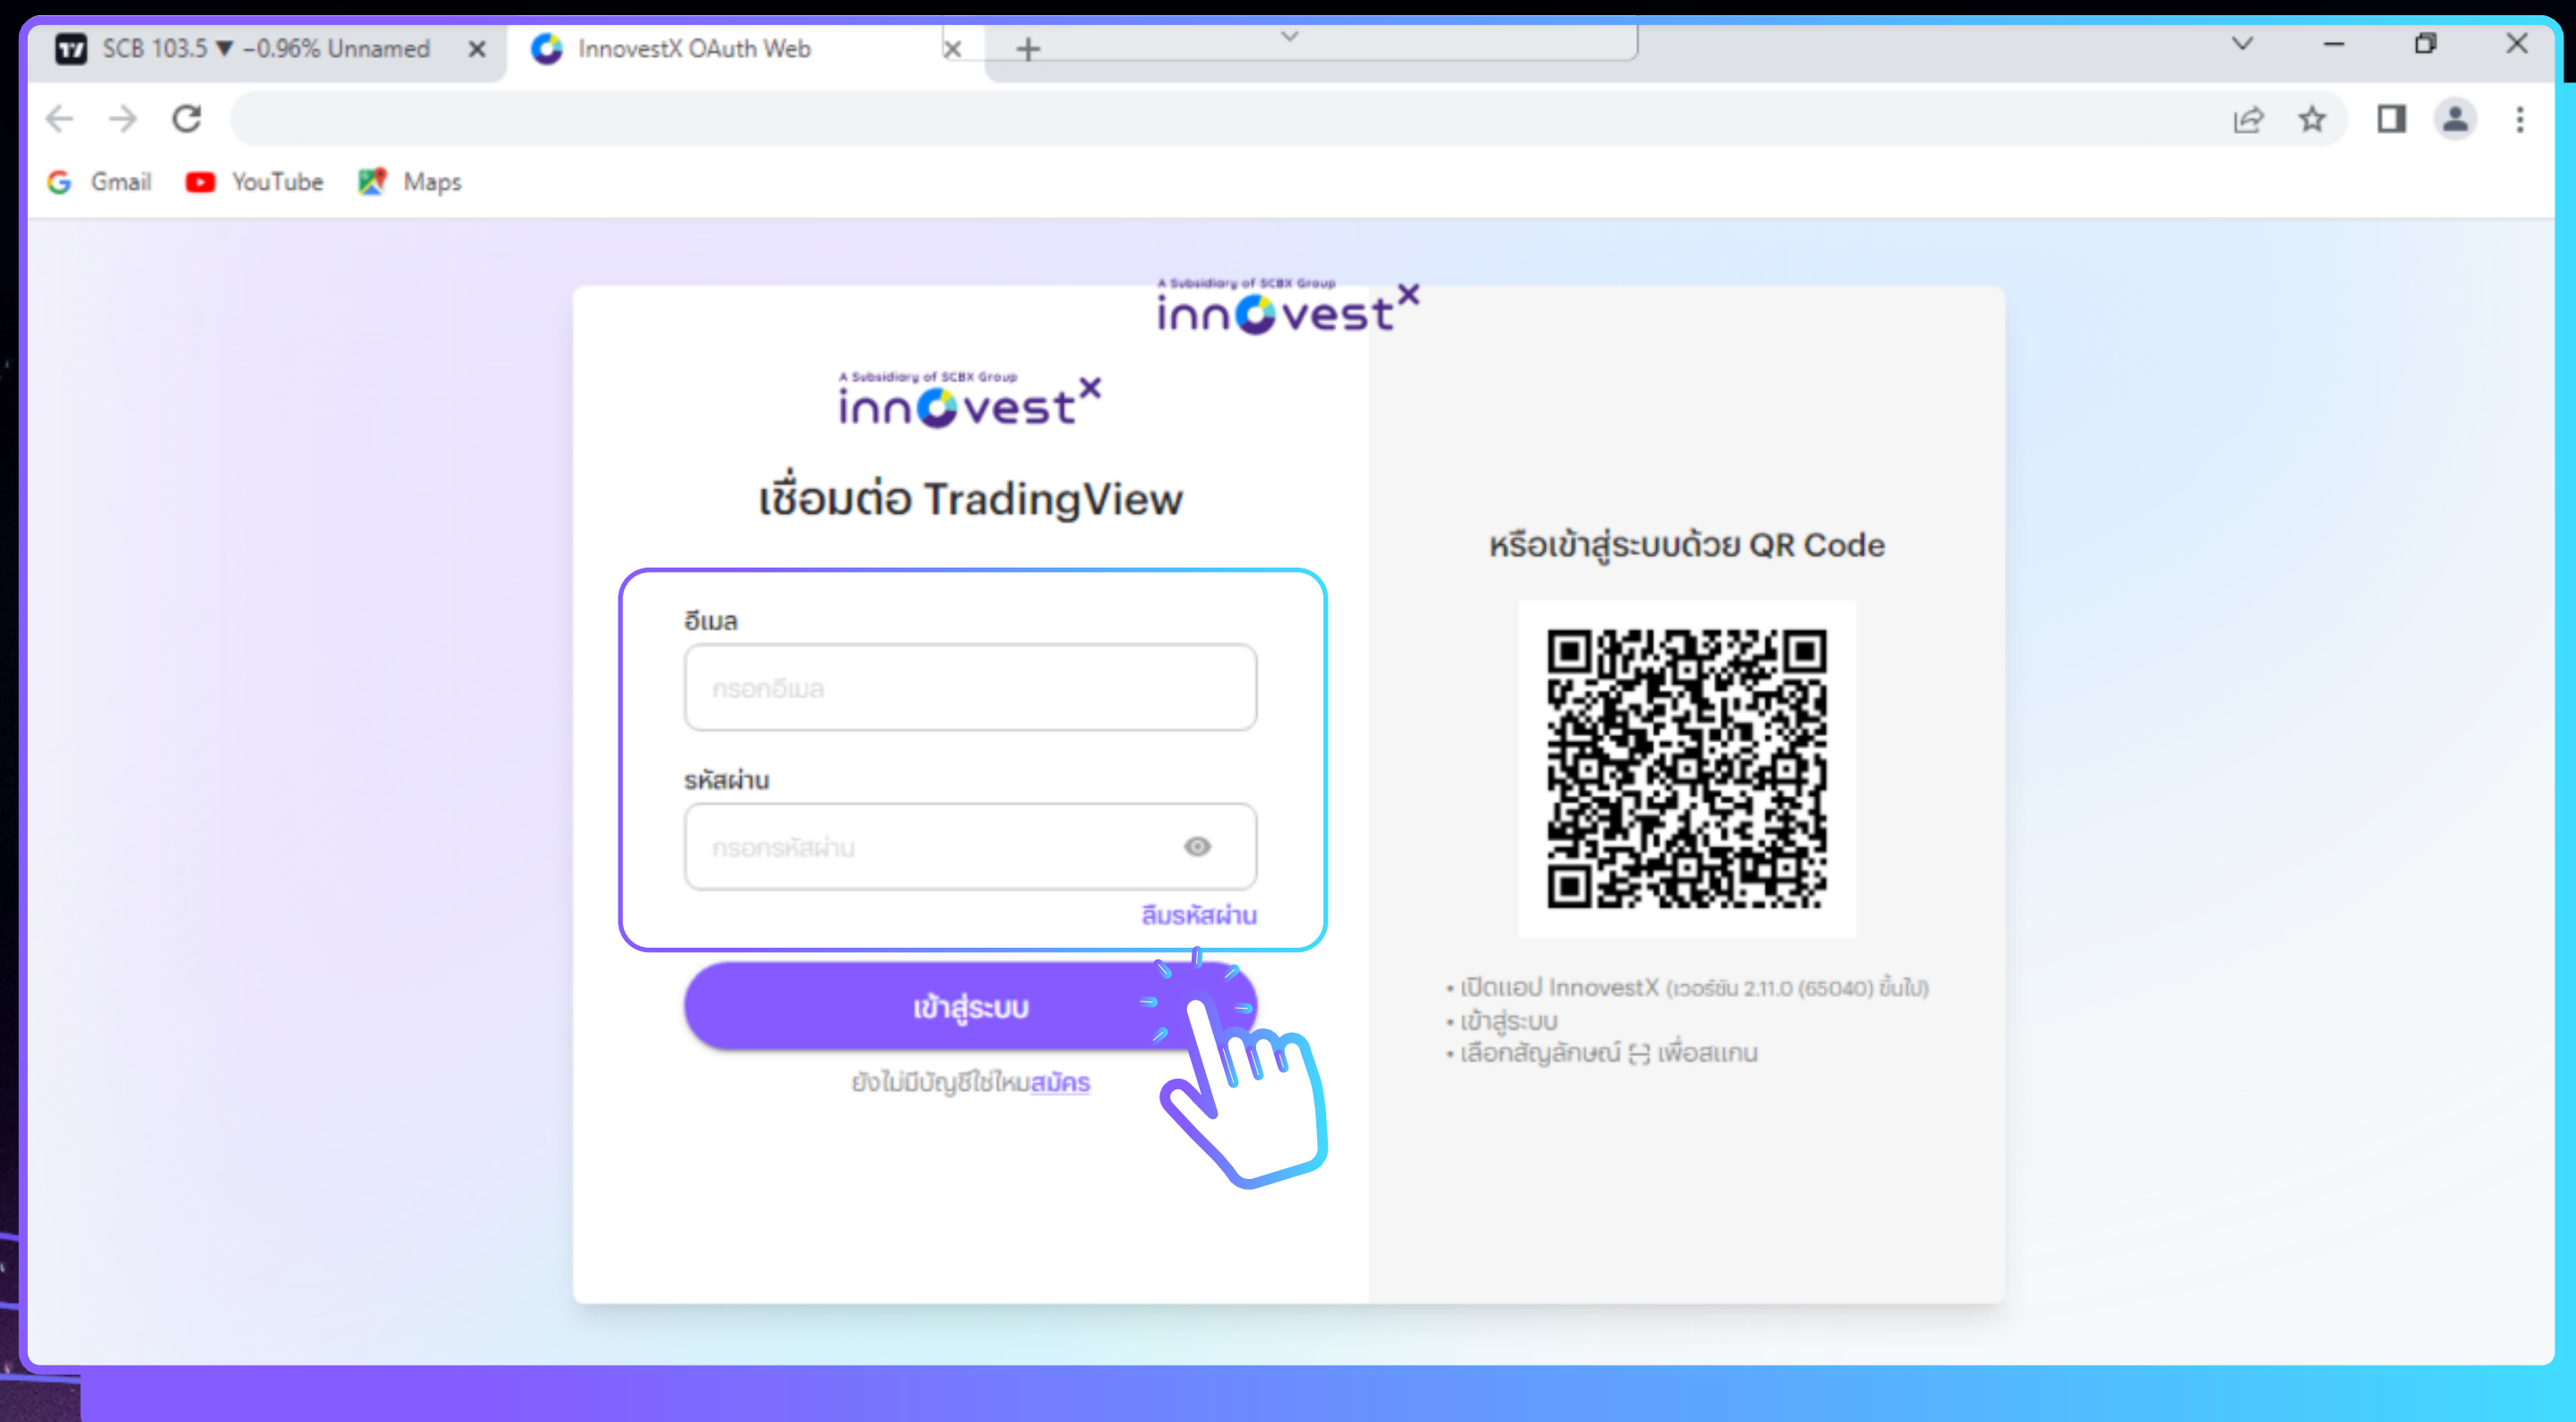 SCB 103.5 ▼ −0.96% Unnamed
InnovestX OAuth Web
Gmail
YouTube
Maps
A Subsidiary of SCBX Group
innovestx
A Subsidiary of SCBX Group
innovestx
เชื่อมต่อ TradingView
อีเมล
กรอกอีเมล
รหัสผ่าน
กรอกรหัสผ่าน
ลืมรหัสผ่าน
เข้าสู่ระบบ
ยังไม่มีบัญชีใช่ไหมสมัคร
หรือเข้าสู่ระบบด้วย QR Code
• เปิดแอป InnovestX (เวอร์ชัน 2.11.0 (65040) ขึ้นไป)
• เข้าสู่ระบบ
• เลือกสัญลักษณ์ เพื่อสแกน